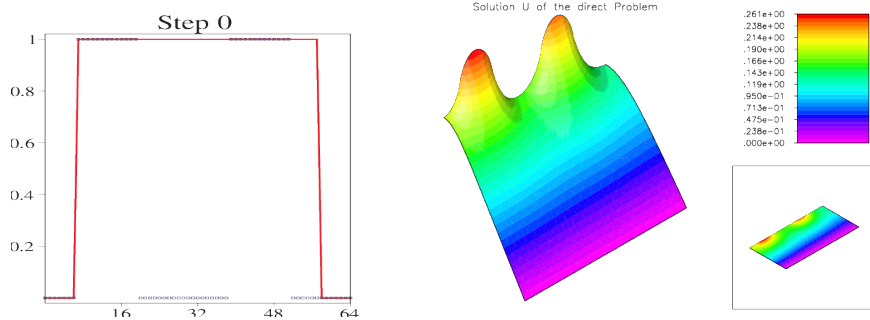 Step 0
1
0.8
0.6
0.4
0.2
16
32
48
64
Solution U of the direct Problem
.261e+00
.238e+00
.214e+00
.190e+00
.166e+00
.143e+00
.119e+00
.950e-01
.713e-01
.475e-01
.238e-01
.000e+00